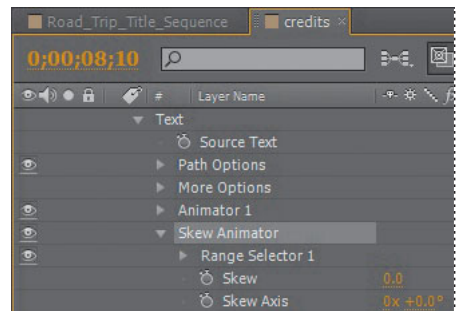 Road_Trip_Title_Sequence credits ×
0;00;08;10
# Layer Name
Text
Source Text
Path Options
More Options
Animator 1
Skew Animator
Range Selector 1
Skew 0.0
Skew Axis 0x +0.0°